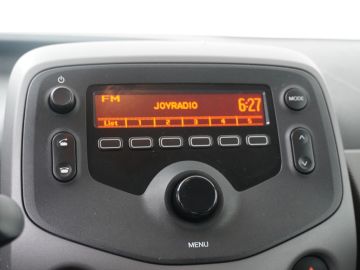 FM
JOYRADIO
6:27
MODE
List 1 2 3 4 5
MENU